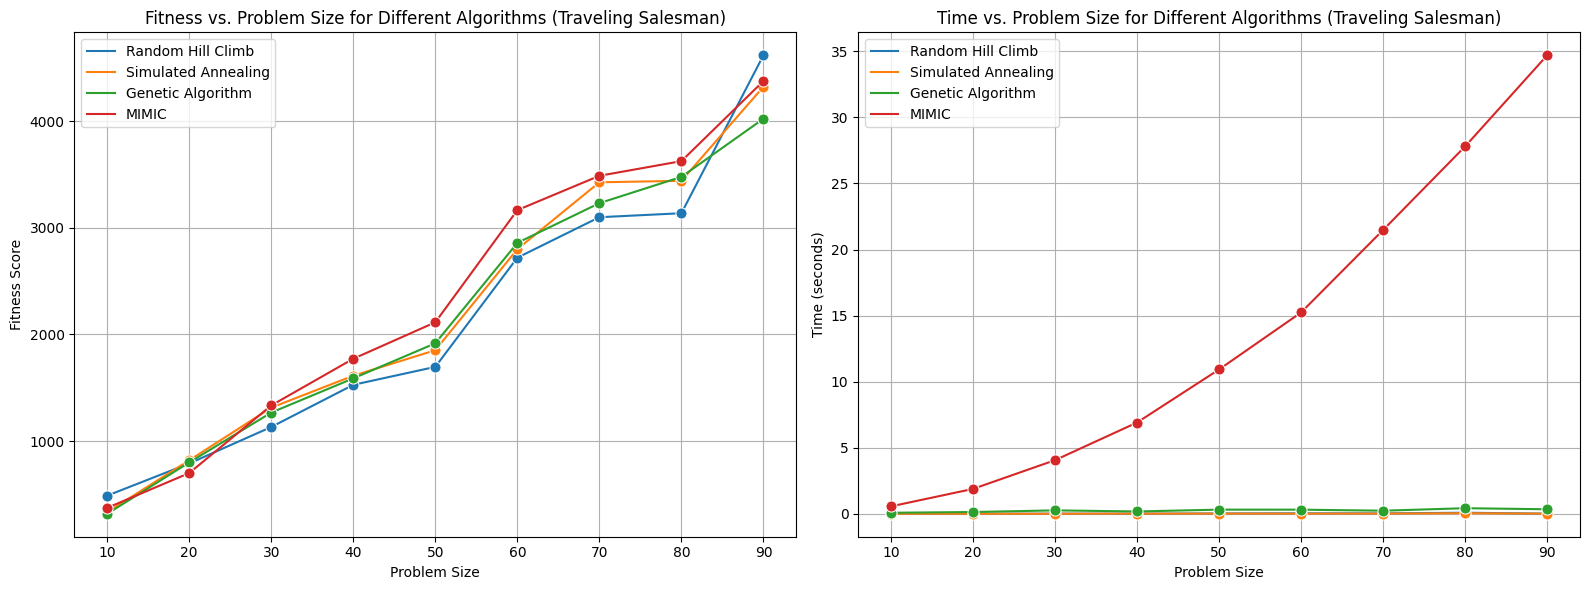 Fitness vs. Problem Size for Different Algorithms (Traveling Salesman)
Random Hill Climb
Simulated Annealing
Genetic Algorithm
MIMIC
Fitness Score
4000
3000
2000
1000
10 20 30 40 50 60 70 80 90
Problem Size
Time vs. Problem Size for Different Algorithms (Traveling Salesman)
Random Hill Climb
Simulated Annealing
Genetic Algorithm
MIMIC
Time (seconds)
35
30
25
20
15
10
5
0
10 20 30 40 50 60 70 80 90
Problem Size